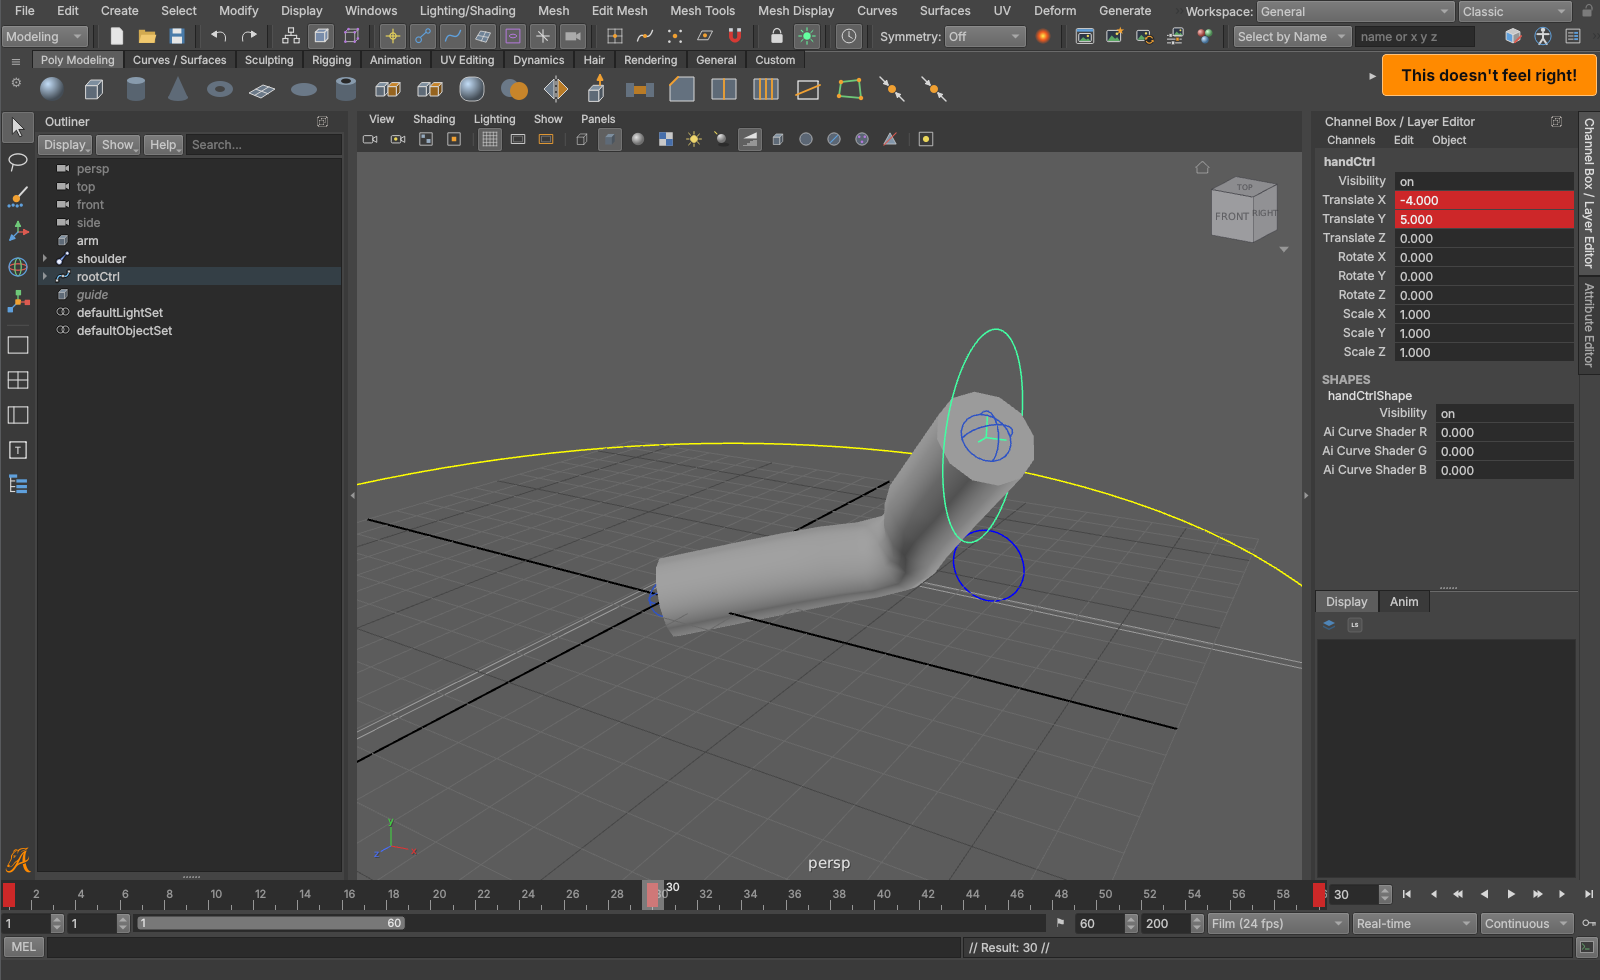 File Edit Create Select Modify Display Windows Lighting/Shading Mesh Edit Mesh Mesh Tools Mesh Display Curves Surfaces UV Deform Generate Workspace: General Classic
Modeling Symmetry: Off Select by Name name or x y z
Poly Modeling Curves / Surfaces Sculpting Rigging Animation UV Editing Dynamics Hair Rendering General Custom
This doesn't feel right!
Outliner
Display Show Help Search...
persp
top
front
side
arm
shoulder
rootCtrl
guide
defaultLightSet
defaultObjectSet
T
View Shading Lighting Show Panels
TOP
FRONT RIGHT
y
z x
persp
Channel Box / Layer Editor
Channels Edit Object
handCtrl
Visibility on
Translate X -4.000
Translate Y 5.000
Translate Z 0.000
Rotate X 0.000
Rotate Y 0.000
Rotate Z 0.000
Scale X 1.000
Scale Y 1.000
Scale Z 1.000
SHAPES
handCtrlShape
Visibility on
Ai Curve Shader R 0.000
Ai Curve Shader G 0.000
Ai Curve Shader B 0.000
Display Anim
LS
Channel Box / Layer Editor
Attribute Editor
2 4 6 8 10 12 14 16 18 20 22 24 26 28 30 30 32 34 36 38 40 42 44 46 48 50 52 54 56 58 30
1 1 1 60 60 200 Film (24 fps) Real-time Continuous
MEL // Result: 30 //